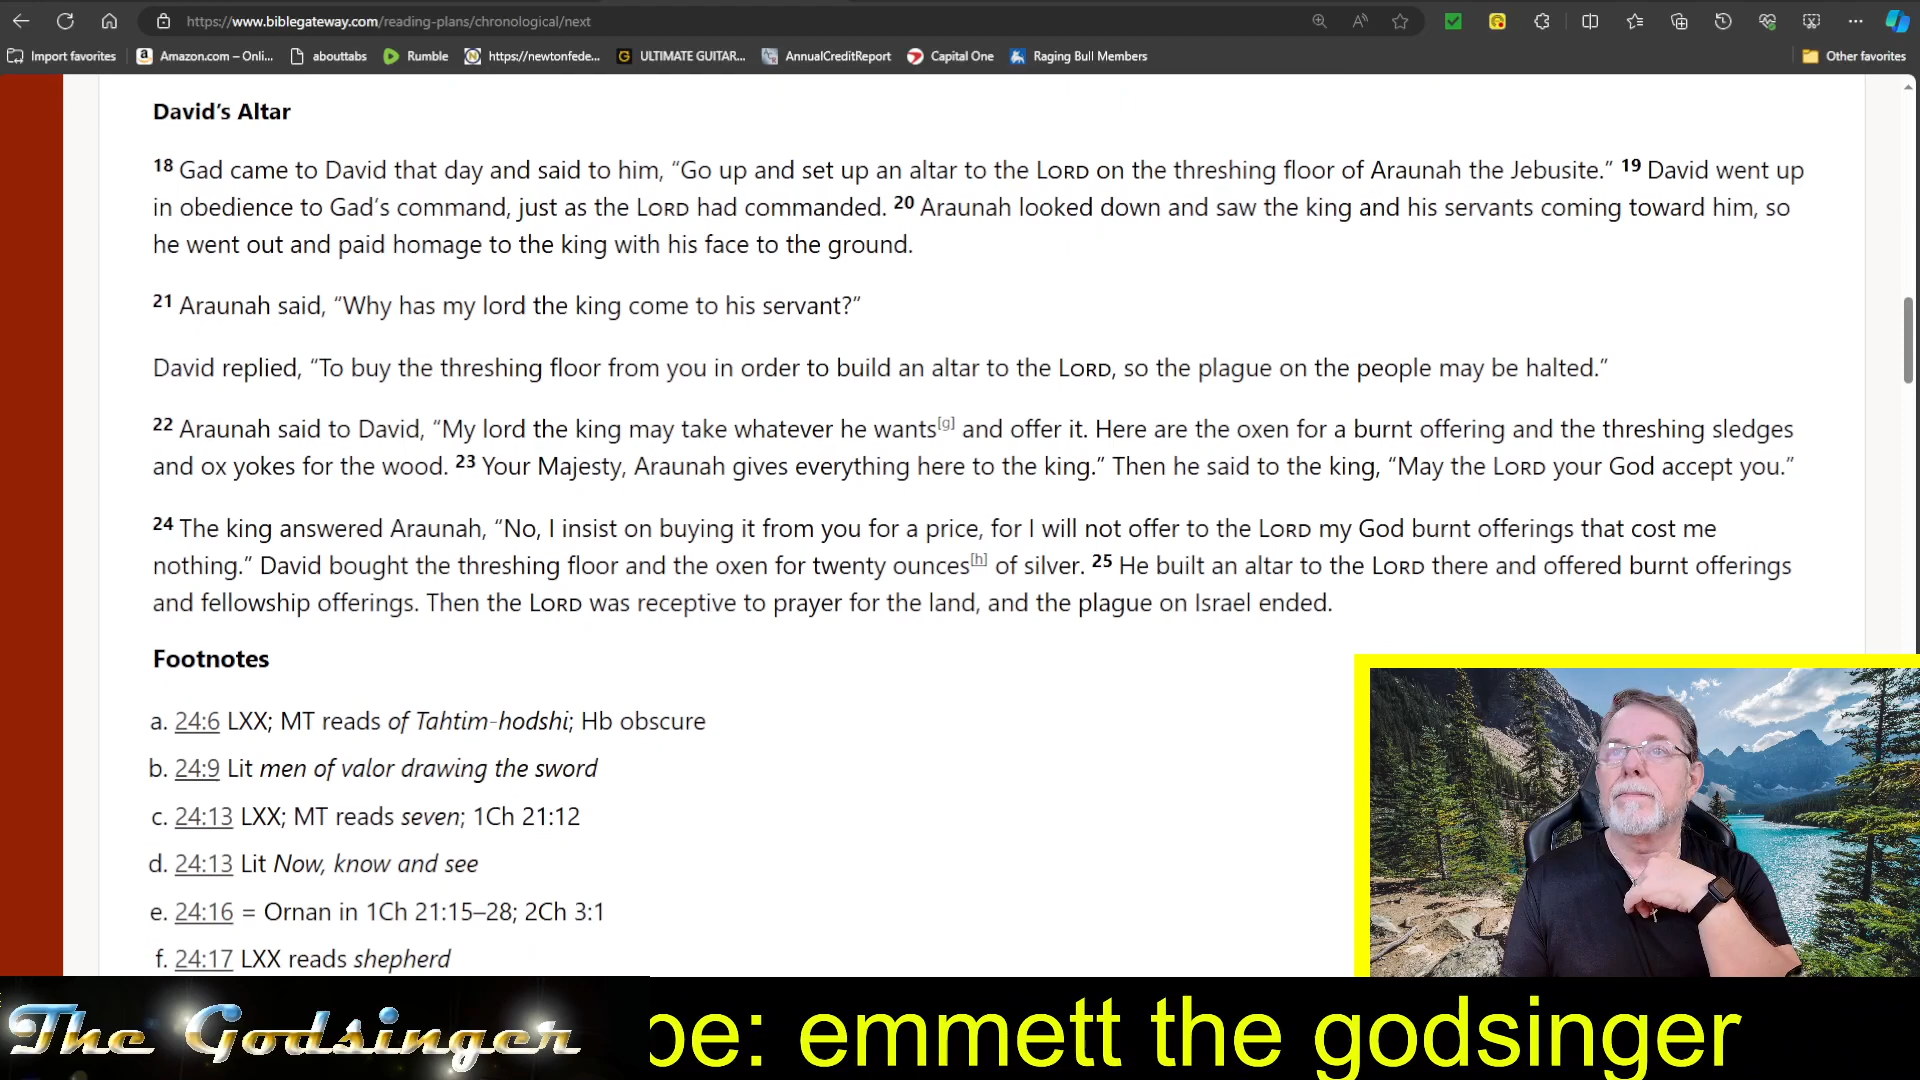 https://www.biblegateway.com/reading-plans/chronological/next
Import favorites Amazon.com – Onli... abouttabs Rumble https://newtonfede... ULTIMATE GUITAR... AnnualCreditReport Capital One Raging Bull Members Other favorites
David’s Altar
18 Gad came to David that day and said to him, “Go up and set up an altar to the LORD on the threshing floor of Araunah the Jebusite.” 19 David went up
in obedience to Gad’s command, just as the LORD had commanded. 20 Araunah looked down and saw the king and his servants coming toward him, so
he went out and paid homage to the king with his face to the ground.
21 Araunah said, “Why has my lord the king come to his servant?”
David replied, “To buy the threshing floor from you in order to build an altar to the LORD, so the plague on the people may be halted.”
22 Araunah said to David, “My lord the king may take whatever he wants[g] and offer it. Here are the oxen for a burnt offering and the threshing sledges
and ox yokes for the wood. 23 Your Majesty, Araunah gives everything here to the king.” Then he said to the king, “May the LORD your God accept you.”
24 The king answered Araunah, “No, I insist on buying it from you for a price, for I will not offer to the LORD my God burnt offerings that cost me
nothing.” David bought the threshing floor and the oxen for twenty ounces[h] of silver. 25 He built an altar to the LORD there and offered burnt offerings
and fellowship offerings. Then the LORD was receptive to prayer for the land, and the plague on Israel ended.
Footnotes
a. 24:6 LXX; MT reads of Tahtim-hodshi; Hb obscure
b. 24:9 Lit men of valor drawing the sword
c. 24:13 LXX; MT reads seven; 1Ch 21:12
d. 24:13 Lit Now, know and see
e. 24:16 = Ornan in 1Ch 21:15–28; 2Ch 3:1
f. 24:17 LXX reads shepherd
The Godsinger
be: emmett the godsinger